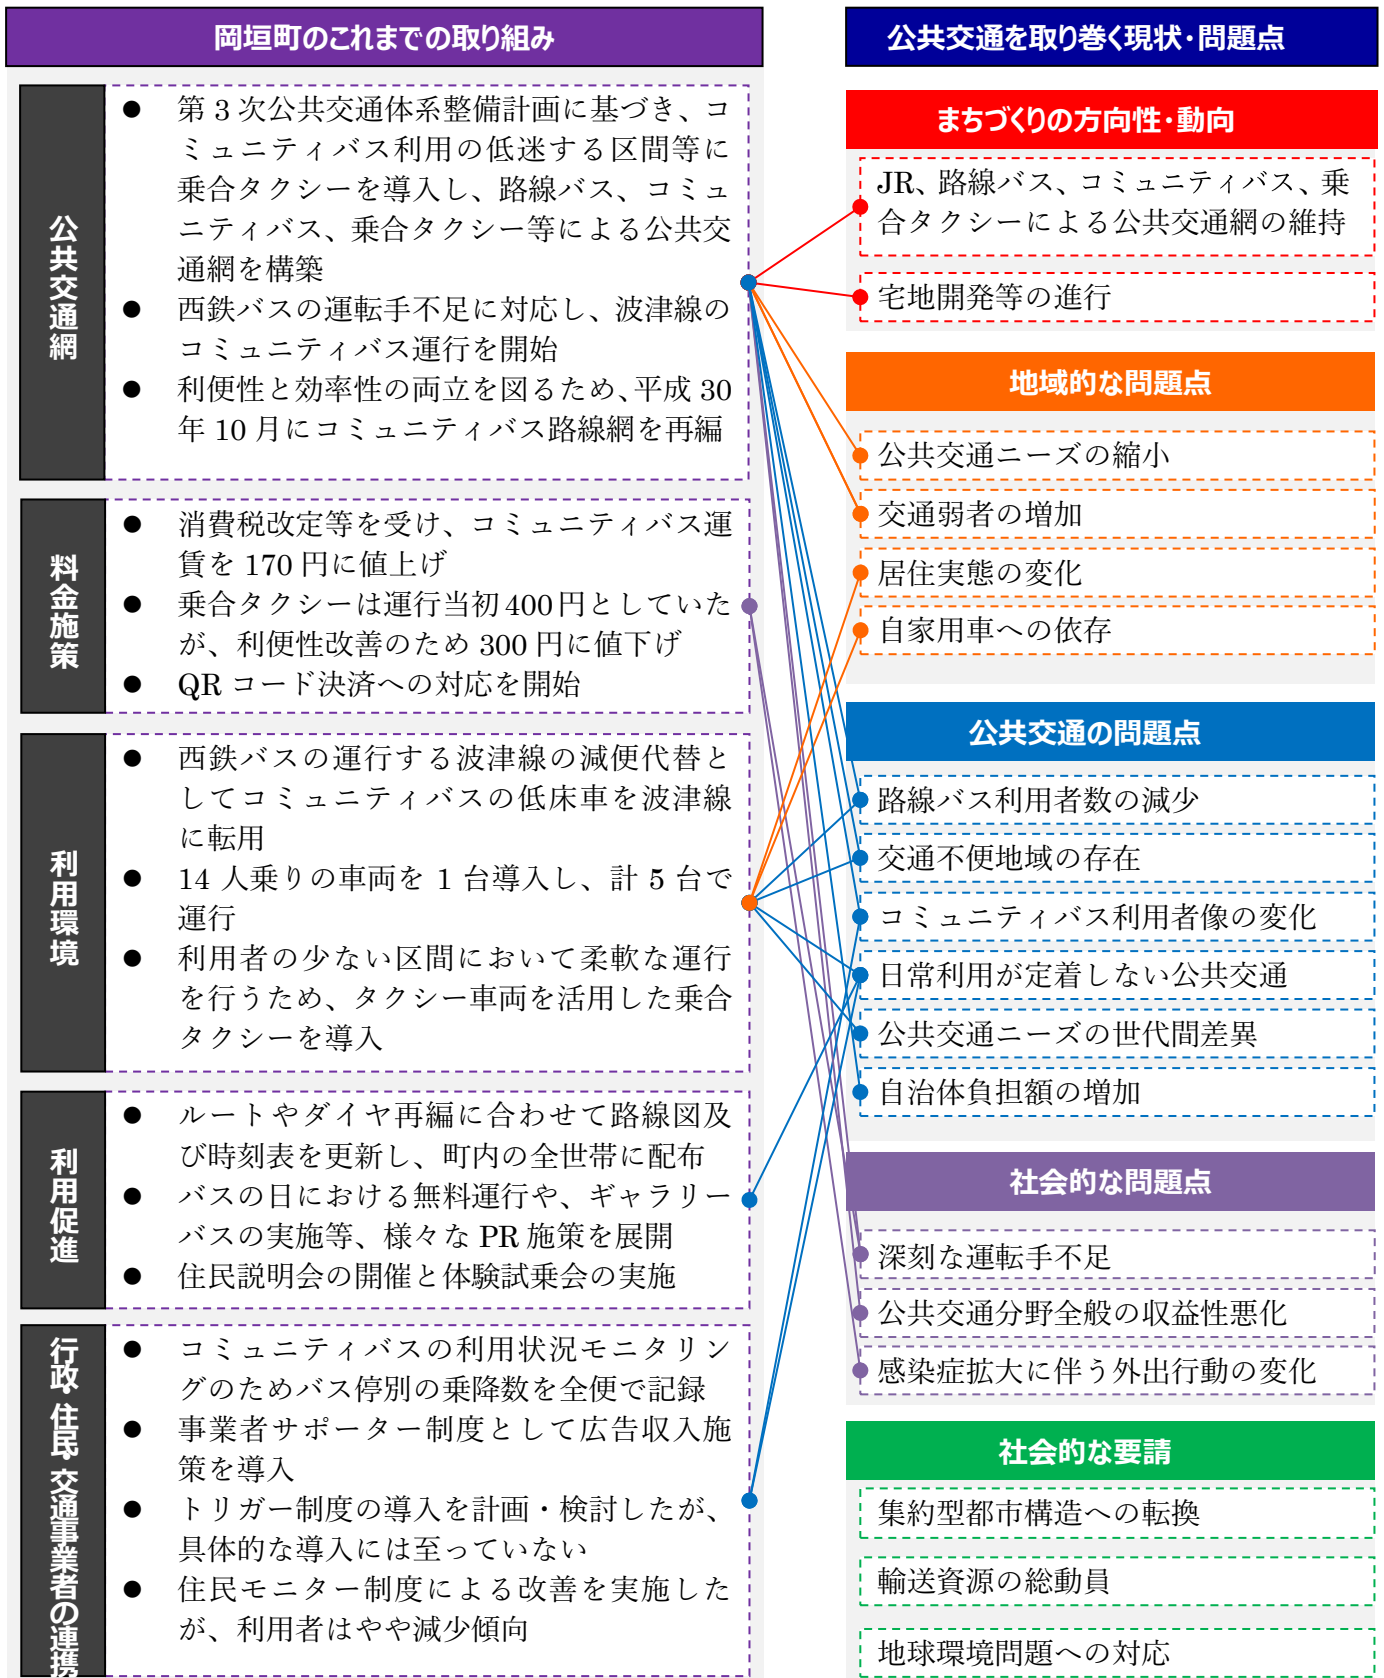 岡垣町のこれまでの取り組み
公共交通網
● 第 3 次公共交通体系整備計画に基づき、コ
ミュニティバス利用の低迷する区間等に
乗合タクシーを導入し、路線バス、コミュ
ニティバス、乗合タクシー等による公共交
通網を構築
● 西鉄バスの運転手不足に対応し、波津線の
コミュニティバス運行を開始
● 利便性と効率性の両立を図るため、平成 30
年 10 月にコミュニティバス路線網を再編
料金施策
● 消費税改定等を受け、コミュニティバス運
賃を 170 円に値上げ
● 乗合タクシーは運行当初 400 円としていた
が、利便性改善のため 300 円に値下げ
● QR コード決済への対応を開始
利用環境
● 西鉄バスの運行する波津線の減便代替と
してコミュニティバスの低床車を波津線
に転用
● 14 人乗りの車両を 1 台導入し、計 5 台で
運行
● 利用者の少ない区間において柔軟な運行
を行うため、タクシー車両を活用した乗合
タクシーを導入
利用促進
● ルートやダイヤ再編に合わせて路線図及
び時刻表を更新し、町内の全世帯に配布
● バスの日における無料運行や、ギャラリー
バスの実施等、様々な PR 施策を展開
● 住民説明会の開催と体験試乗会の実施
行政・住民・交通事業者の連携
● コミュニティバスの利用状況モニタリン
グのためバス停別の乗降数を全便で記録
● 事業者サポーター制度として広告収入施
策を導入
● トリガー制度の導入を計画・検討したが、
具体的な導入には至っていない
● 住民モニター制度による改善を実施した
が、利用者はやや減少傾向
公共交通を取り巻く現状・問題点
まちづくりの方向性・動向
JR、路線バス、コミュニティバス、乗
合タクシーによる公共交通網の維持
宅地開発等の進行
地域的な問題点
公共交通ニーズの縮小
交通弱者の増加
居住実態の変化
自家用車への依存
公共交通の問題点
路線バス利用者数の減少
交通不便地域の存在
コミュニティバス利用者像の変化
日常利用が定着しない公共交通
公共交通ニーズの世代間差異
自治体負担額の増加
社会的な問題点
深刻な運転手不足
公共交通分野全般の収益性悪化
感染症拡大に伴う外出行動の変化
社会的な要請
集約型都市構造への転換
輸送資源の総動員
地球環境問題への対応